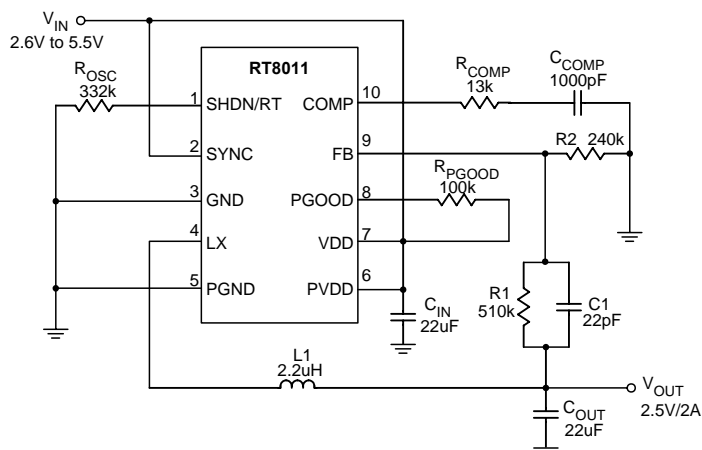 VIN
2.6V to 5.5V
ROSC
332k
RT8011
1 SHDN/RT
2 SYNC
3 GND
4 LX
5 PGND
COMP 10
FB 9
PGOOD 8
VDD 7
PVDD 6
RCOMP
13k
CCOMP
1000pF
R2 240k
RPGOOD
100k
CIN
22uF
R1
510k
C1
22pF
L1
2.2uH
VOUT
2.5V/2A
COUT
22uF